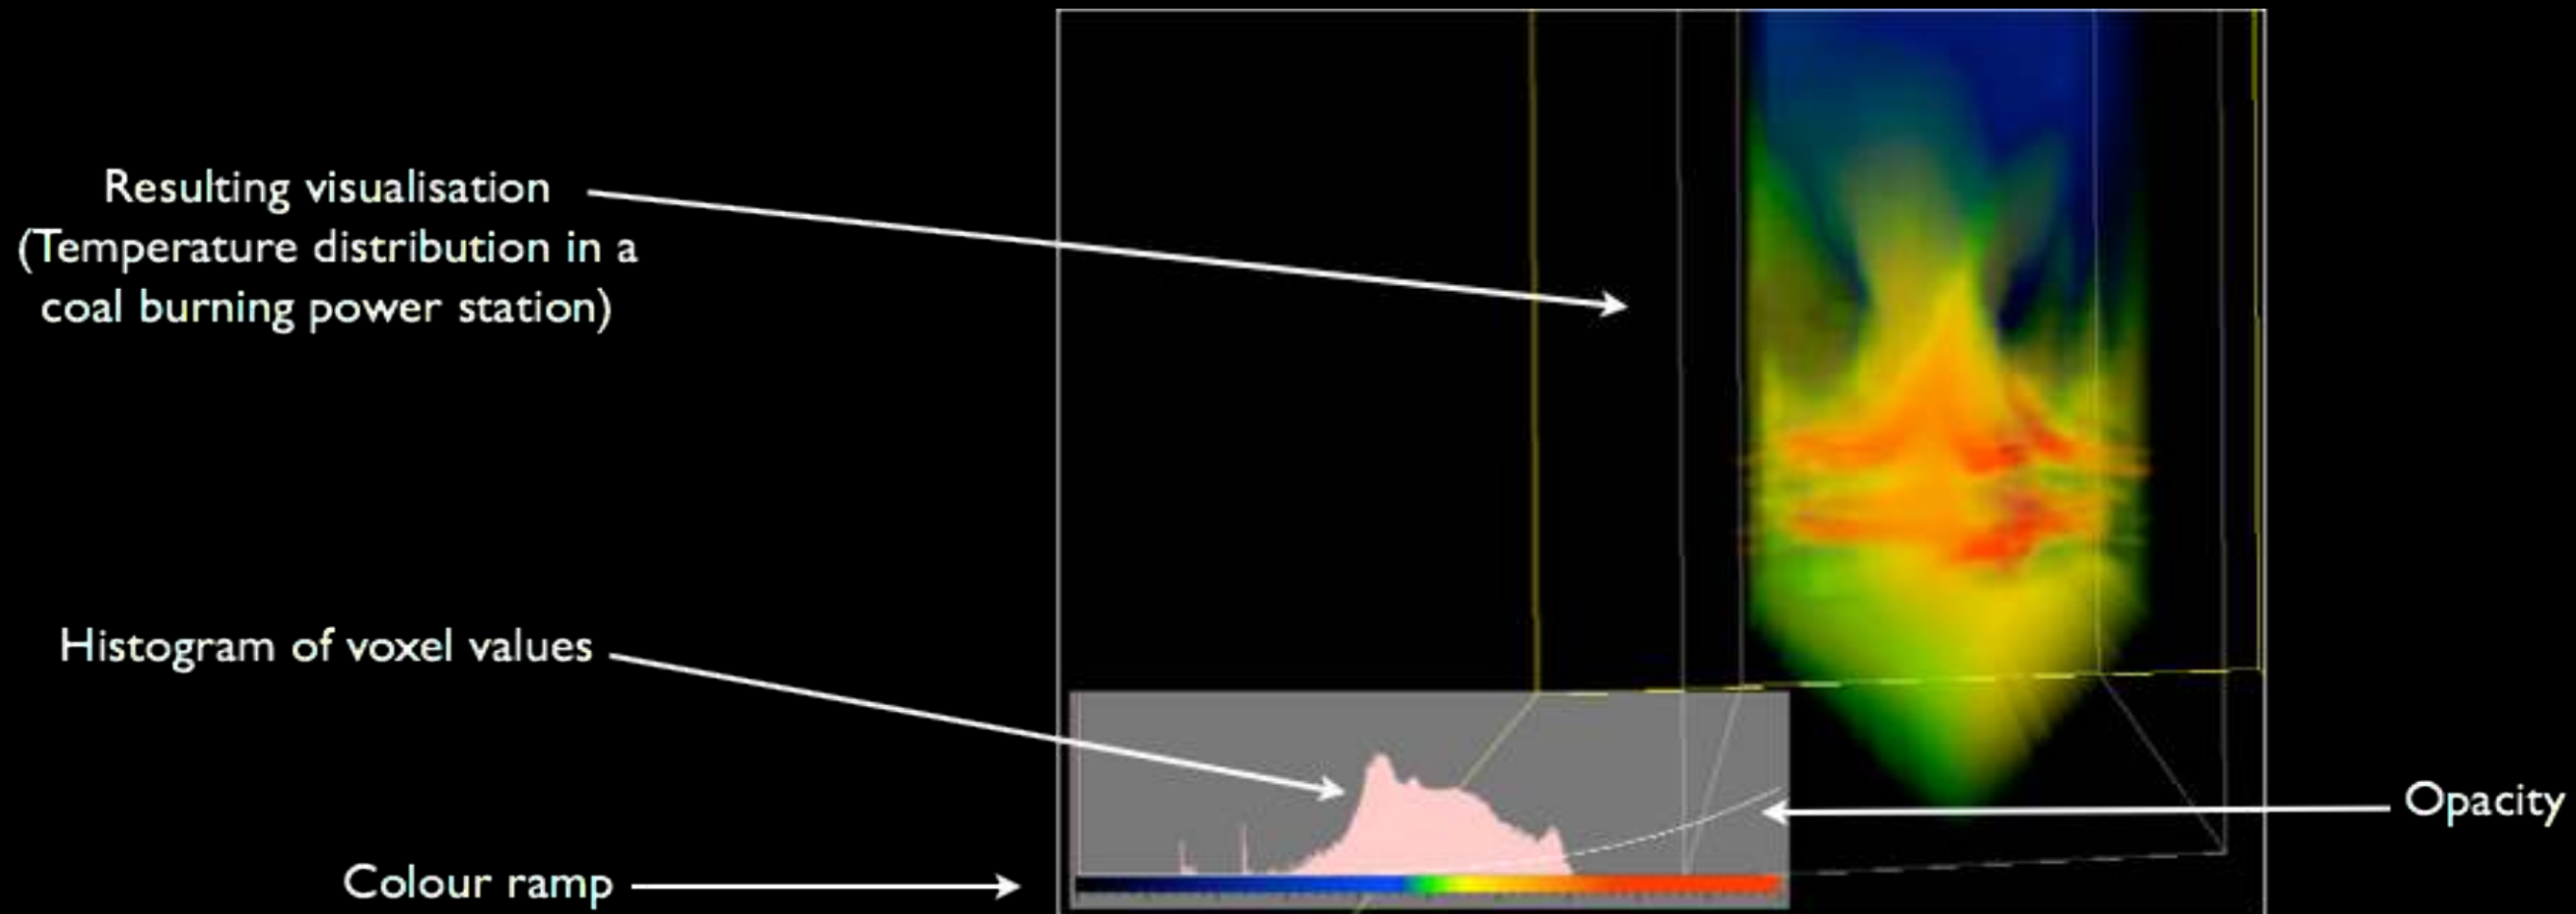 Resulting visualisation
(Temperature distribution in a
coal burning power station)
Histogram of voxel values
Opacity
Colour ramp